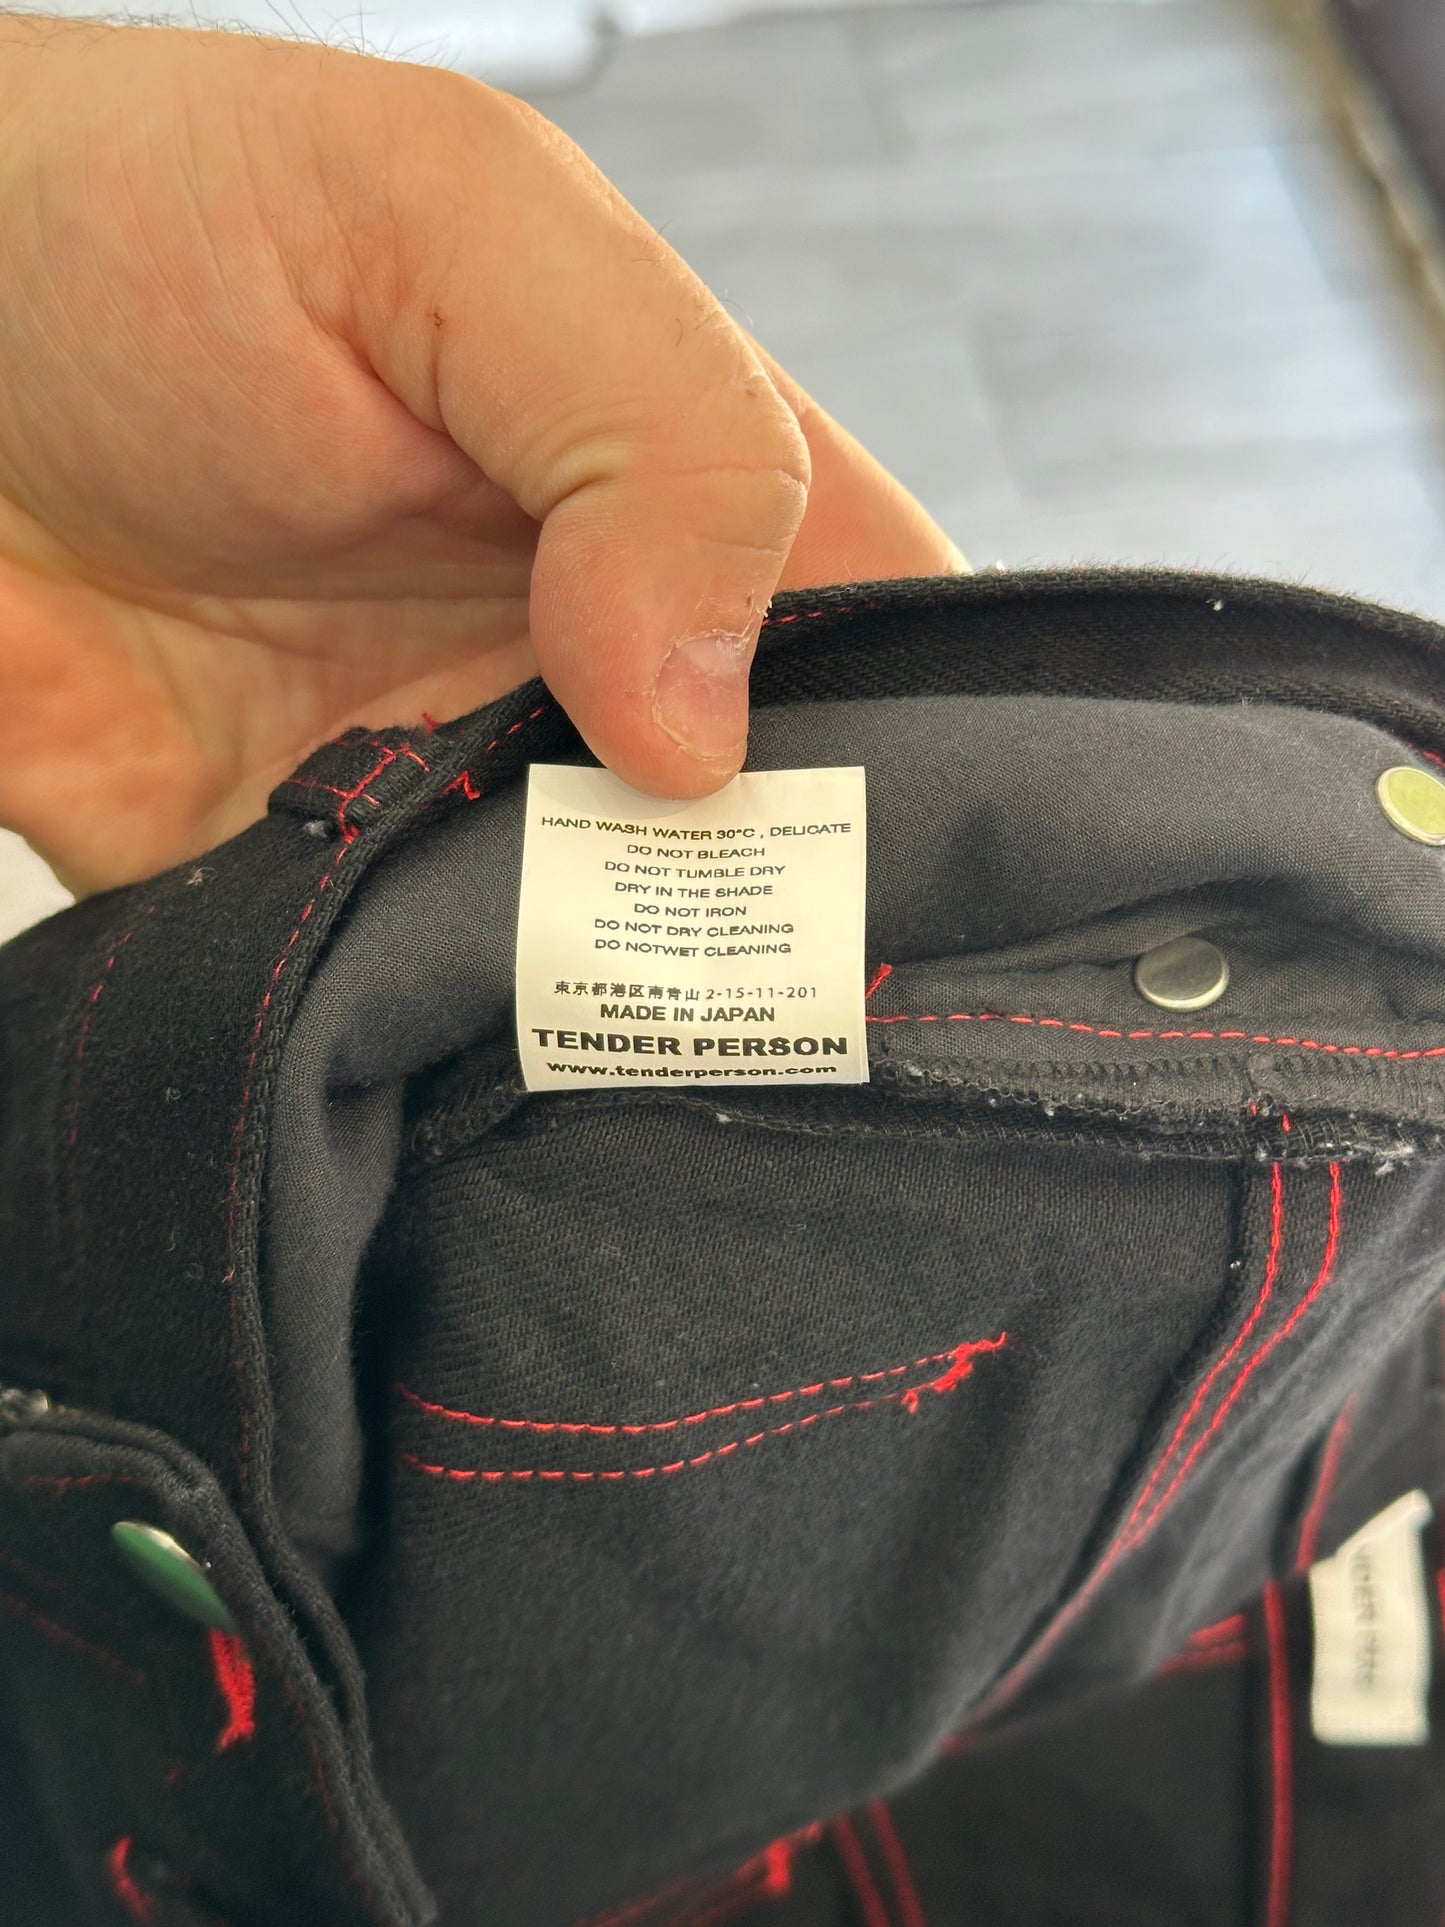 HAND WASH WATER 30°C , DELICATE
DO NOT BLEACH
DO NOT TUMBLE DRY
DRY IN THE SHADE
DO NOT IRON
DO NOT DRY CLEANING
DO NOTWET CLEANING
東京都港区南青山 2-15-11-201
MADE IN JAPAN
TENDER PERSON
www.tenderperson.com